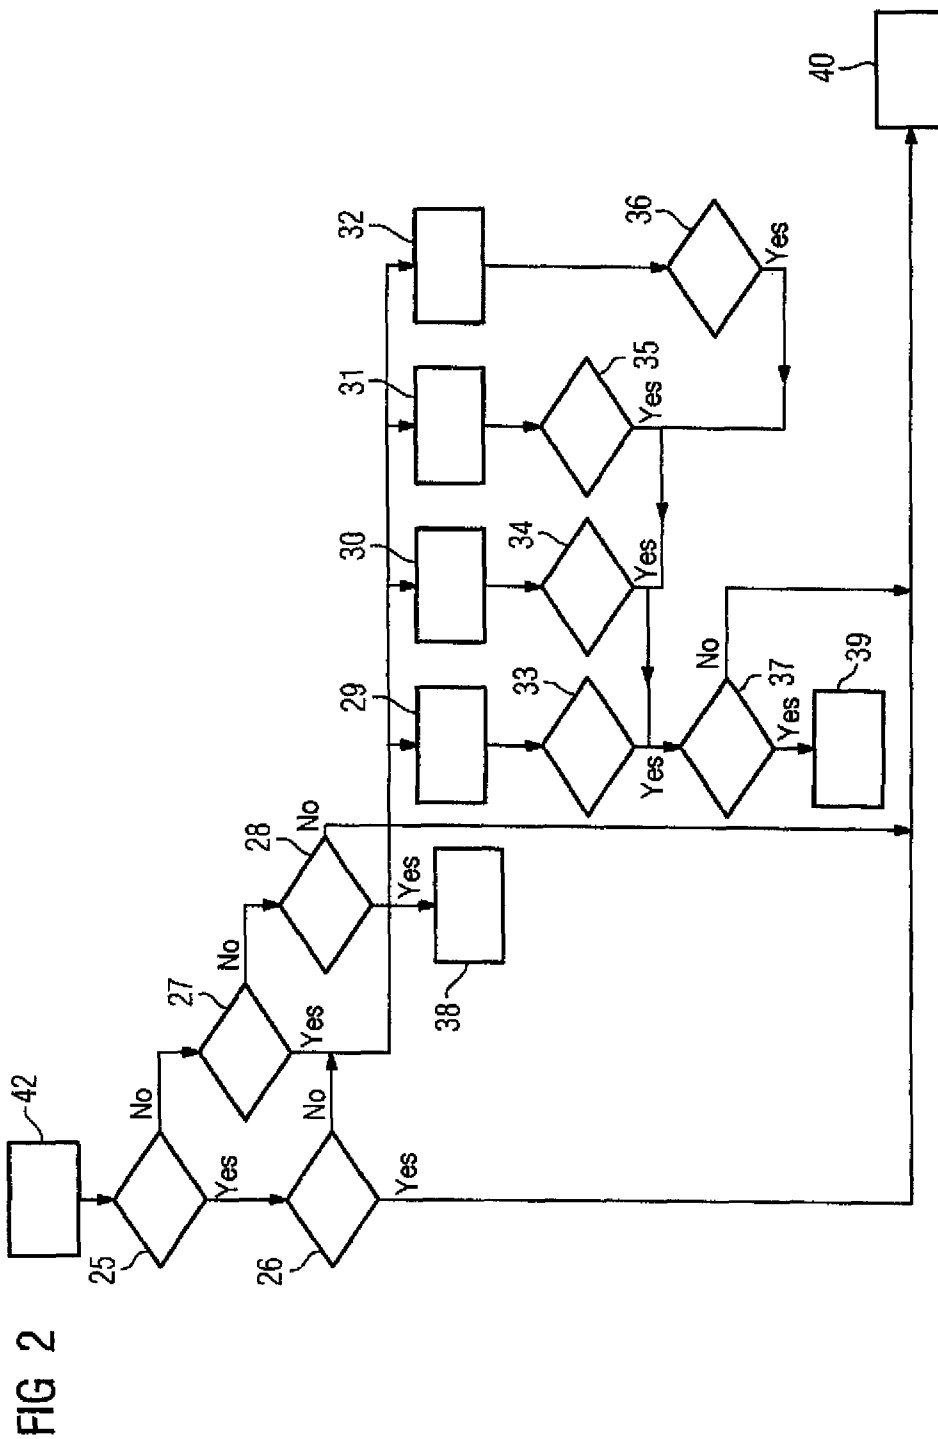 FIG 2
42
25
No
Yes
26
No
Yes
27
No
Yes
28
No
Yes
38
29
30
31
32
33
Yes
34
Yes
35
Yes
36
Yes
37
No
Yes
39
40